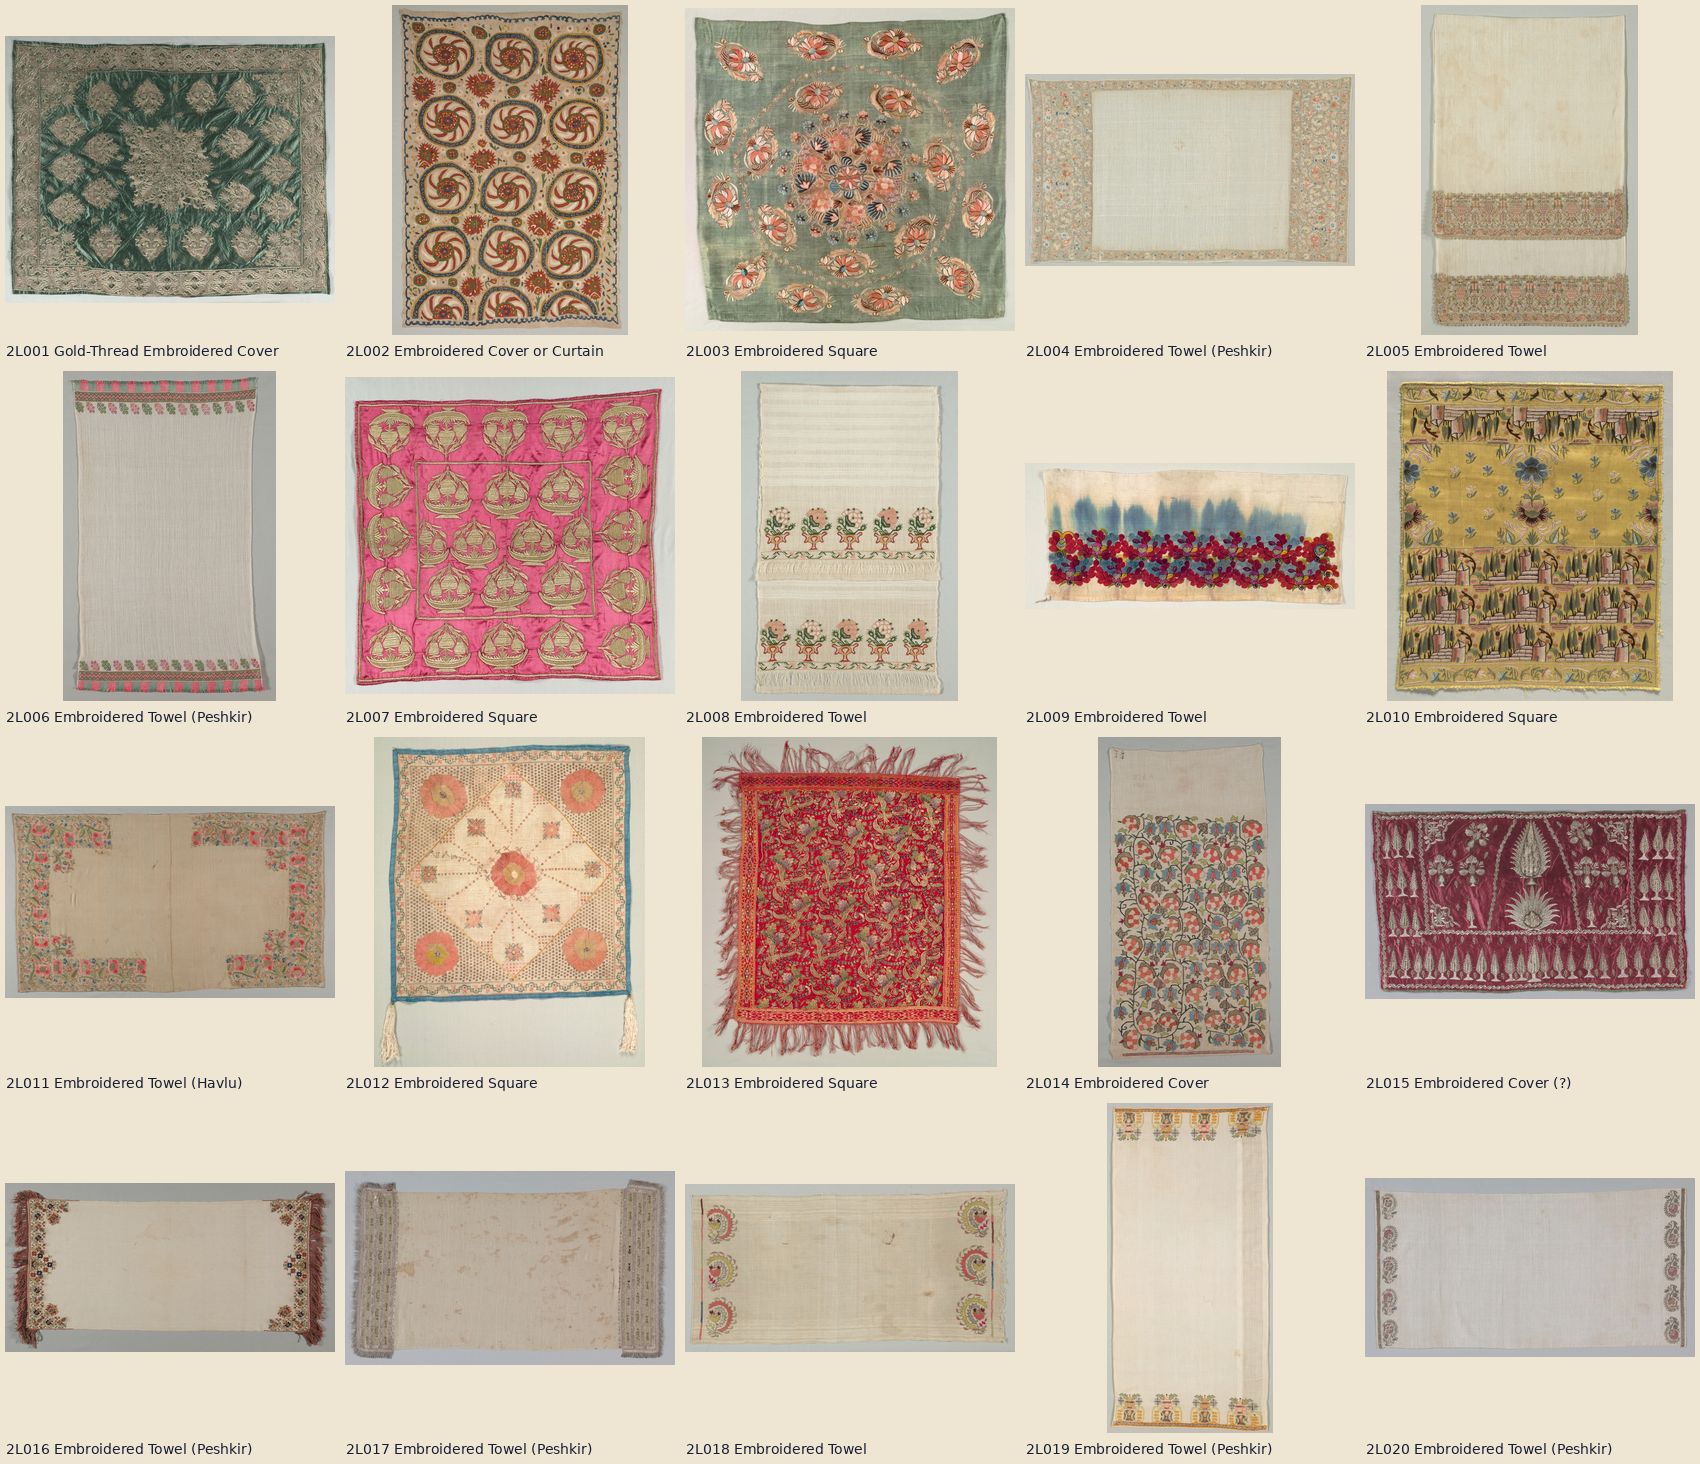 2L001 Gold-Thread Embroidered Cover
2L002 Embroidered Cover or Curtain
2L003 Embroidered Square
2L004 Embroidered Towel (Peshkir)
2L005 Embroidered Towel
2L006 Embroidered Towel (Peshkir)
2L007 Embroidered Square
2L008 Embroidered Towel
2L009 Embroidered Towel
2L010 Embroidered Square
2L011 Embroidered Towel (Havlu)
2L012 Embroidered Square
2L013 Embroidered Square
2L014 Embroidered Cover
2L015 Embroidered Cover (?)
2L016 Embroidered Towel (Peshkir)
2L017 Embroidered Towel (Peshkir)
2L018 Embroidered Towel
2L019 Embroidered Towel (Peshkir)
2L020 Embroidered Towel (Peshkir)